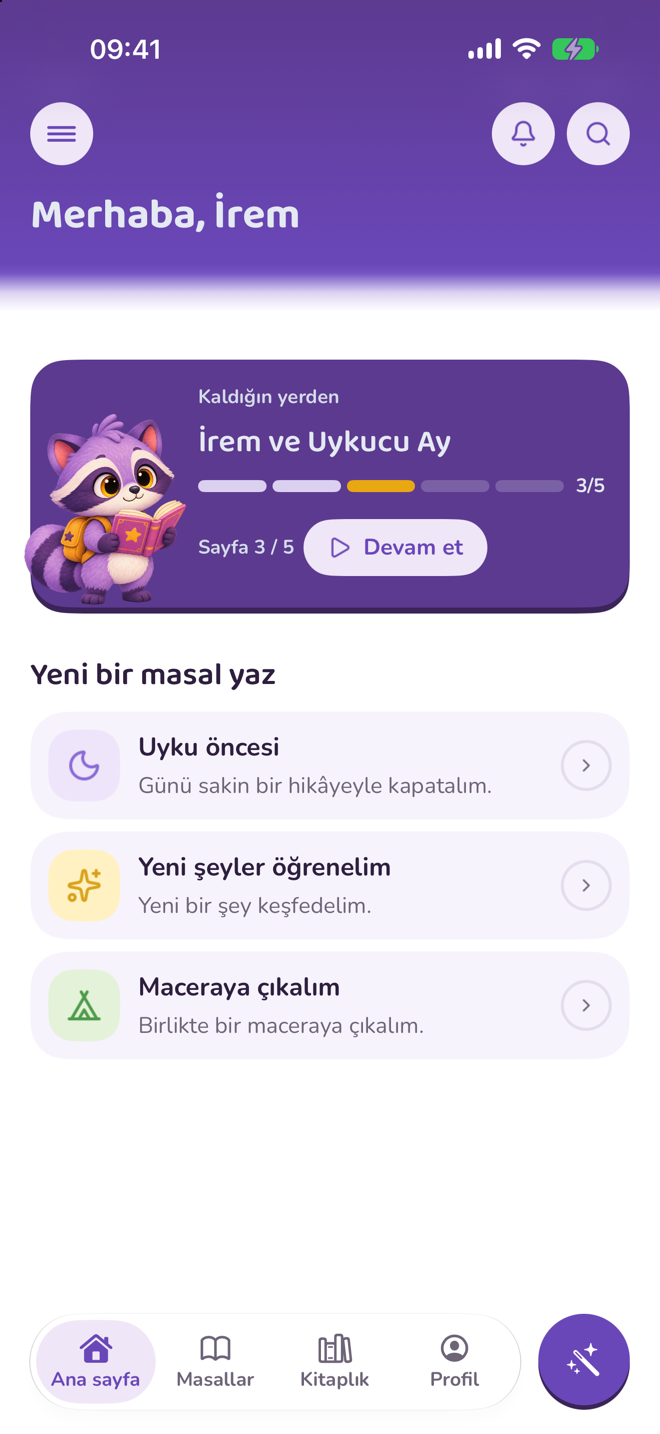 09:41
Merhaba, İrem
Kaldığın yerden
İrem ve Uykucu Ay
3/5
Sayfa 3 / 5
Devam et
Yeni bir masal yaz
Uyku öncesi
Günü sakin bir hikâyeyle kapatalım.
Yeni şeyler öğrenelim
Yeni bir şey keşfedelim.
Maceraya çıkalım
Birlikte bir maceraya çıkalım.
Ana sayfa
Masallar
Kitaplık
Profil